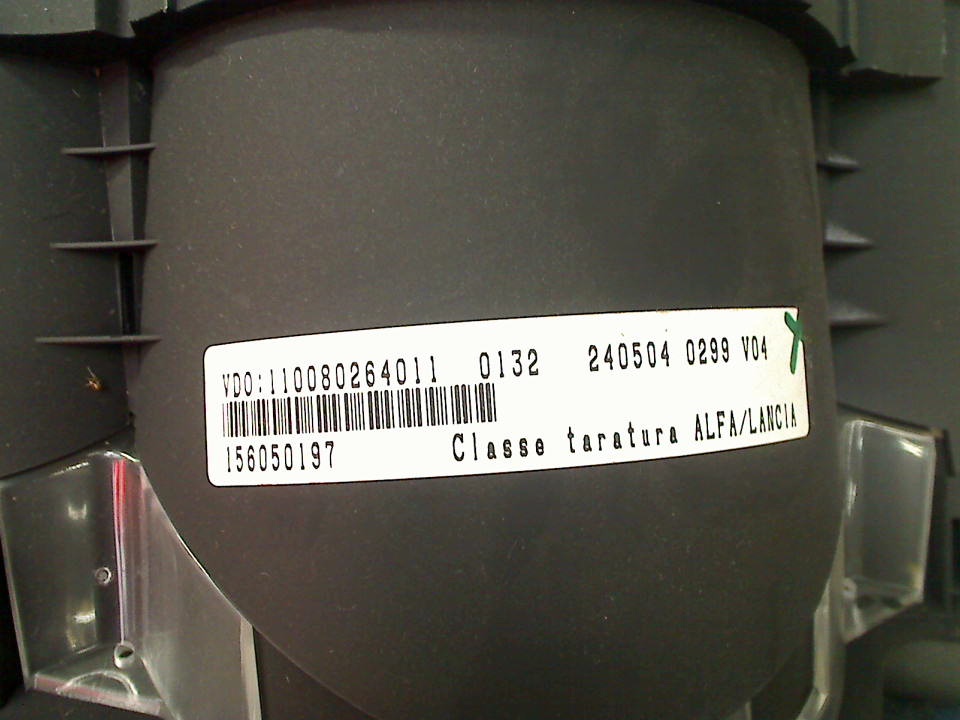 VDO:110080264011 0132 240504 0299 V04
156050197 Classe taratura ALFA/LANCIA